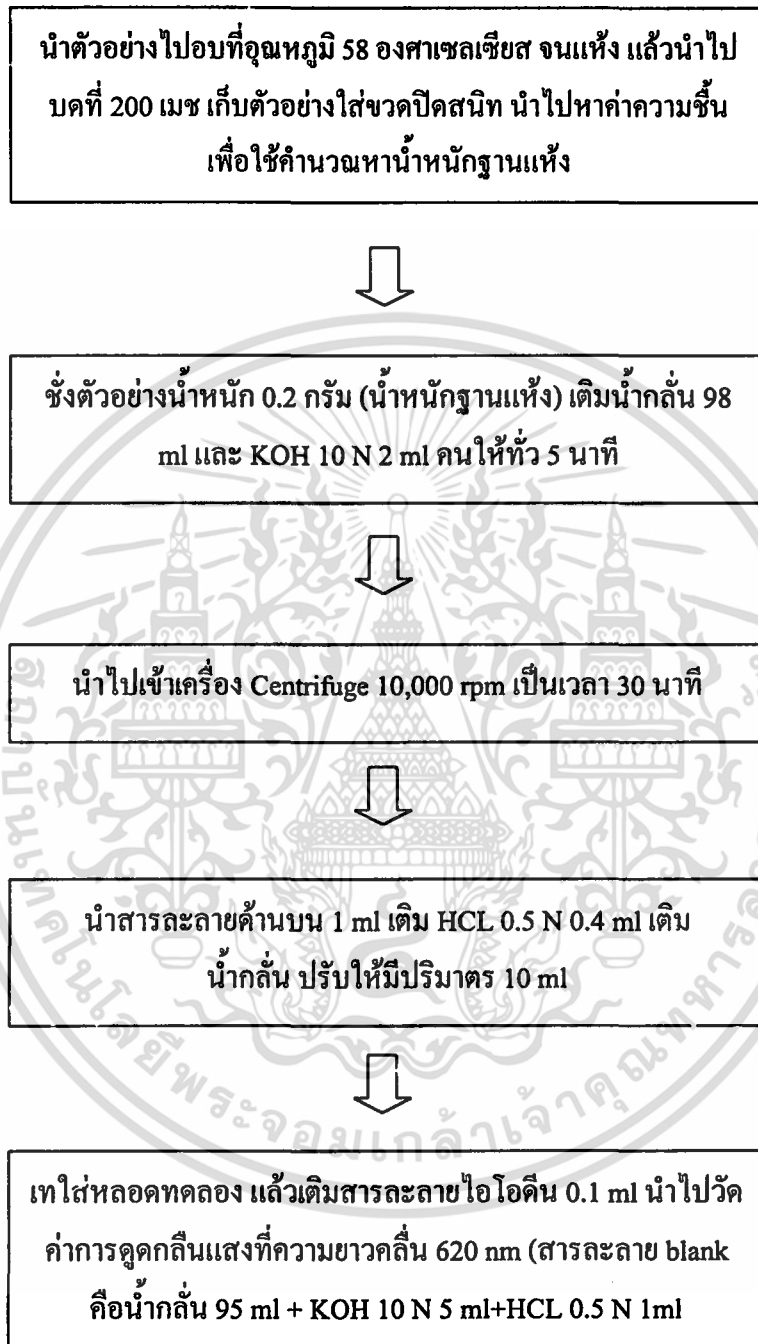 นำตัวอย่างไปอบที่อุณหภูมิ 58 องศาเซลเซียส จนแห้ง แล้วนำไป
บดที่ 200 เมช เก็บตัวอย่างใส่ขวดปิดสนิท นำไปหาค่าความชื้น
เพื่อใช้คำนวณหาน้ำหนักฐานแห้ง
ชั่งตัวอย่างน้ำหนัก 0.2 กรัม (น้ำหนักฐานแห้ง) เติมน้ำกลั่น 98
ml และ KOH 10 N 2 ml คนให้ทั่ว 5 นาที
นำไปเข้าเครื่อง Centrifuge 10,000 rpm เป็นเวลา 30 นาที
นำสารละลายด้านบน 1 ml เติม HCL 0.5 N 0.4 ml เติม
น้ำกลั่น ปรับให้มีปริมาตร 10 ml
เทใส่หลอดทดลอง แล้วเติมสารละลายไอโอดีน 0.1 ml นำไปวัด
ค่าการดูดกลืนแสงที่ความยาวคลื่น 620 nm (สารละลาย blank
คือน้ำกลั่น 95 ml + KOH 10 N 5 ml+HCL 0.5 N 1ml